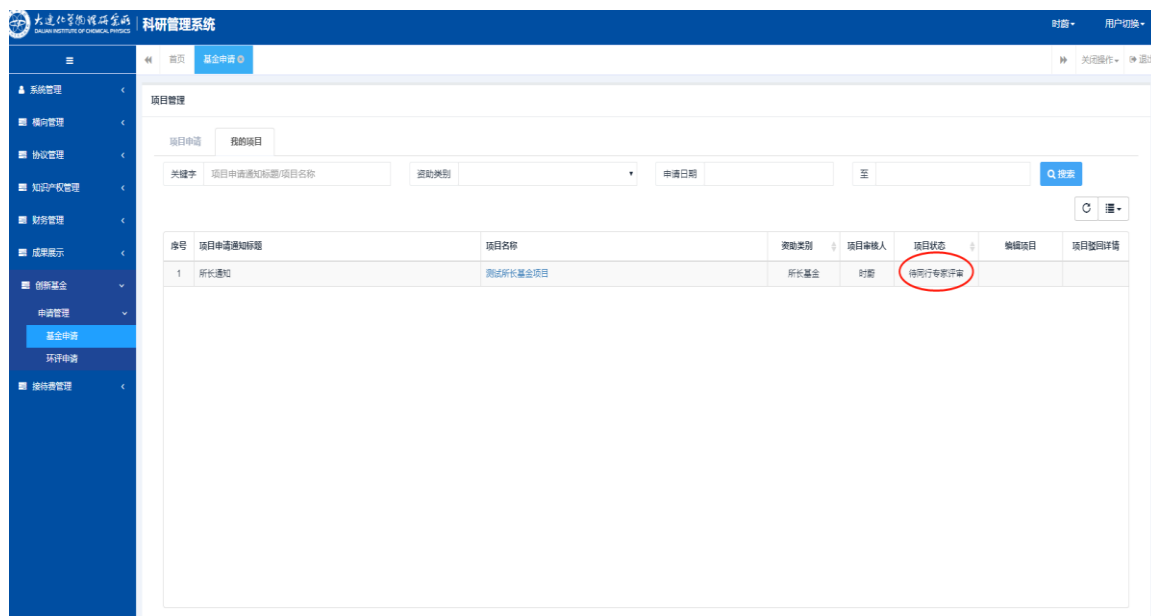 大连化学物理研究所
DALIAN INSTITUTE OF CHEMICAL PHYSICS
科研管理系统
时蔚
用户切换
首页
基金申请
关闭操作
系统管理
横向管理
协议管理
知识产权管理
财务管理
成果展示
创新基金
申请管理
基金申请
环评申请
接待费管理
项目管理
项目申请 我的项目
关键字 项目申请通知标题/项目名称 资助类别 申请日期 至 搜索
序号 项目申请通知标题 项目名称 资助类别 项目审核人 项目状态 编辑项目 项目驳回详情
1 所长通知 测试所长基金项目 所长基金 时蔚 待同行专家评审